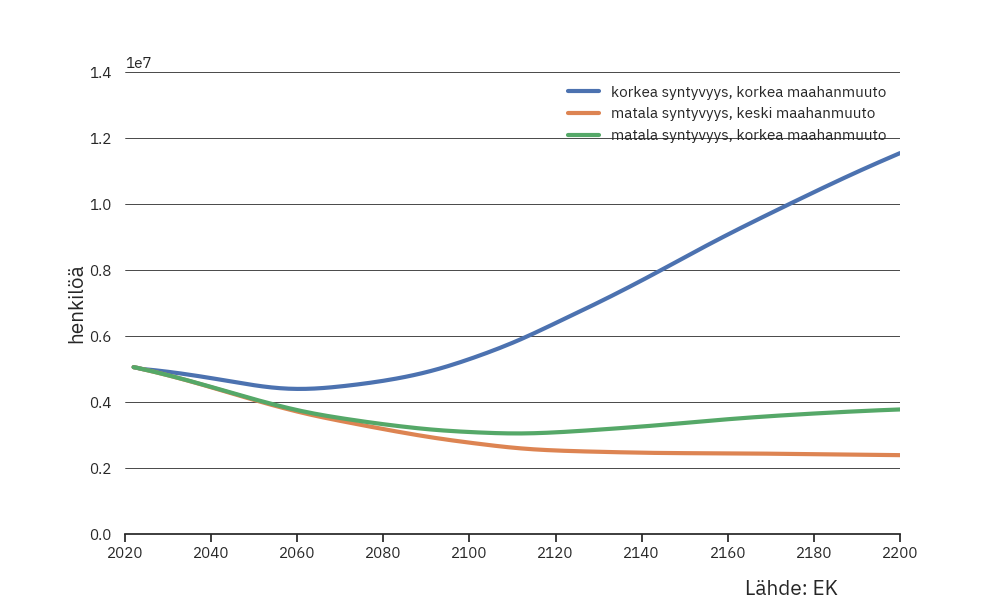 1e7
1.4
korkea syntyvyys, korkea maahanmuuto
matala syntyvyys, keski maahanmuuto
matala syntyvyys, korkea maahanmuuto
1.2
1.0
0.8
henkilöä
0.6
0.4
0.2
0.0
2020 2040 2060 2080 2100 2120 2140 2160 2180 2200
Lähde: EK